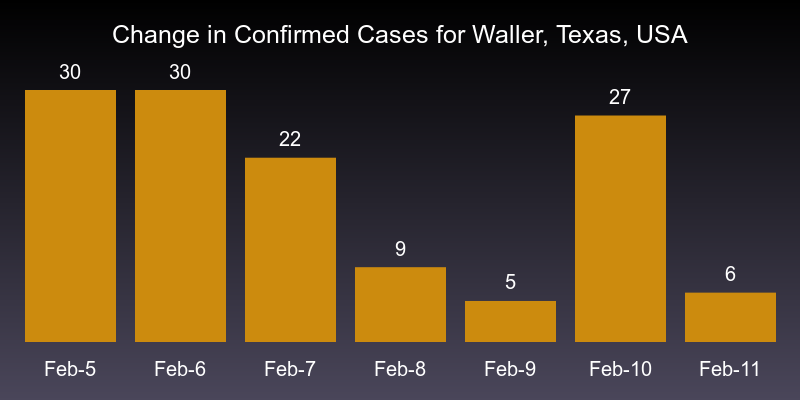 Change in Confirmed Cases for Waller, Texas, USA
30 30 22 9 5 27 6
Feb-5 Feb-6 Feb-7 Feb-8 Feb-9 Feb-10 Feb-11